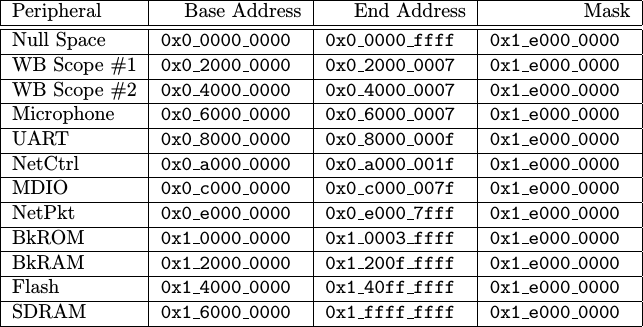 Peripheral Base Address End Address Mask
Null Space 0x0_0000_0000 0x0_0000_ffff 0x1_e000_0000
WB Scope #1 0x0_2000_0000 0x0_2000_0007 0x1_e000_0000
WB Scope #2 0x0_4000_0000 0x0_4000_0007 0x1_e000_0000
Microphone 0x0_6000_0000 0x0_6000_0007 0x1_e000_0000
UART 0x0_8000_0000 0x0_8000_000f 0x1_e000_0000
NetCtrl 0x0_a000_0000 0x0_a000_001f 0x1_e000_0000
MDIO 0x0_c000_0000 0x0_c000_007f 0x1_e000_0000
NetPkt 0x0_e000_0000 0x0_e000_7fff 0x1_e000_0000
BkROM 0x1_0000_0000 0x1_0003_ffff 0x1_e000_0000
BkRAM 0x1_2000_0000 0x1_200f_ffff 0x1_e000_0000
Flash 0x1_4000_0000 0x1_40ff_ffff 0x1_e000_0000
SDRAM 0x1_6000_0000 0x1_ffff_ffff 0x1_e000_0000